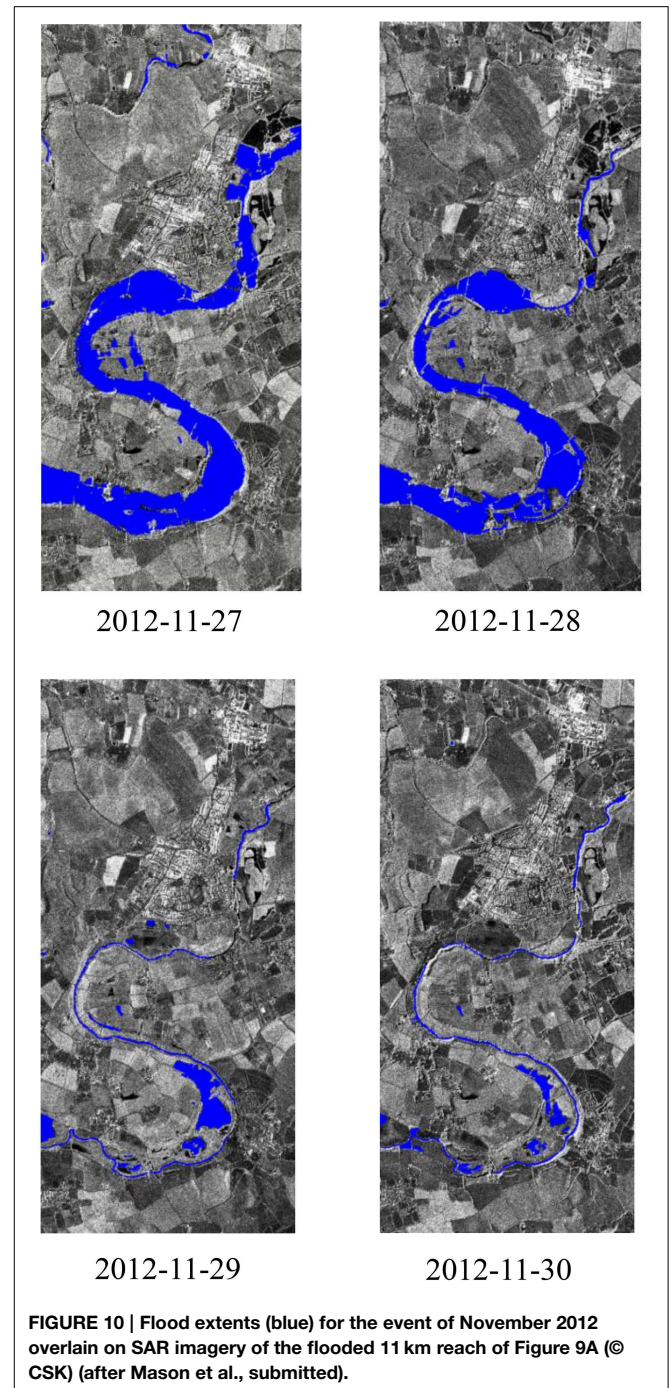 2012-11-27
2012-11-28
2012-11-29
2012-11-30
FIGURE 10 | Flood extents (blue) for the event of November 2012
overlain on SAR imagery of the flooded 11 km reach of Figure 9A (©
CSK) (after Mason et al., submitted).